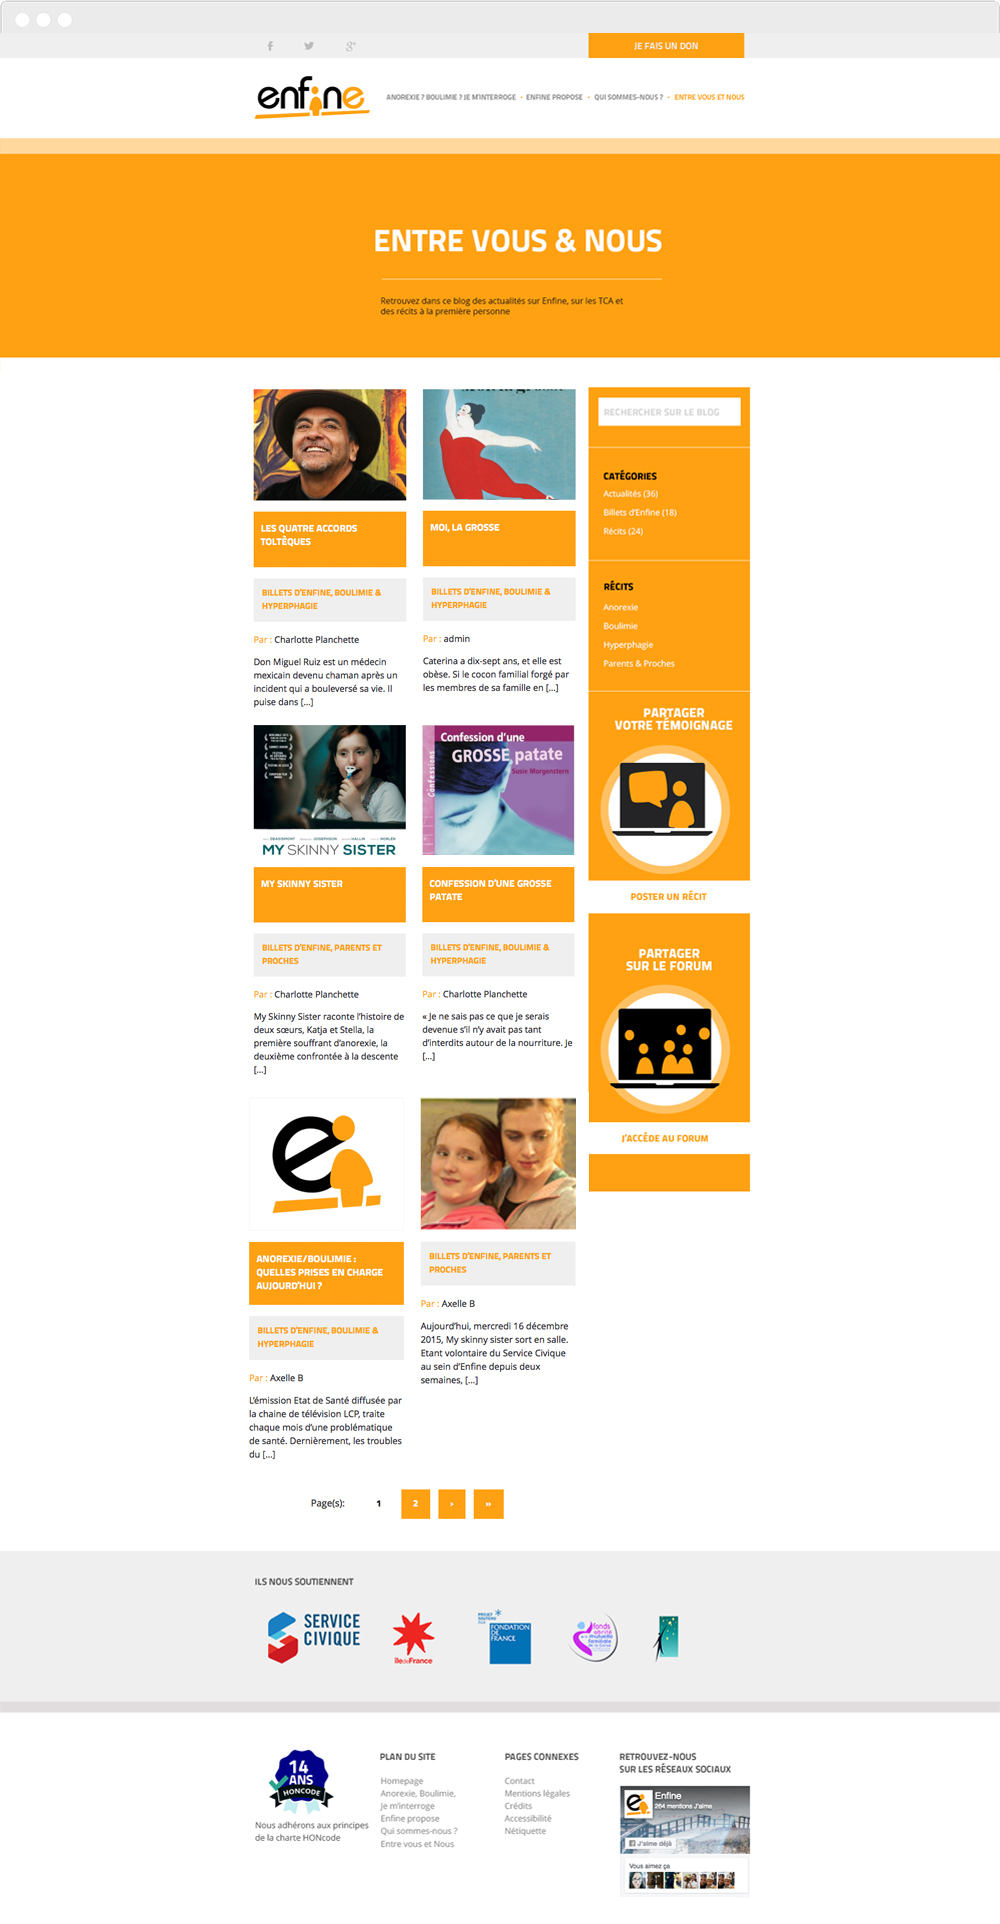 JE FAIS UN DON
enfine
ANOREXIE ? BOULIMIE ? JE M'INTERROGE • ENFINE PROPOSE • QUI SOMMES-NOUS ? • ENTRE VOUS ET NOUS
ENTRE VOUS & NOUS
Retrouvez dans ce blog des actualités sur Enfine, sur les TCA et
des récits à la première personne
LES QUATRE ACCORDS
TOLTÈQUES
BILLETS D'ENFINE, BOULIMIE &
HYPERPHAGIE
Par : Charlotte Planchette
Don Miguel Ruiz est un médecin
mexicain devenu chaman après un
incident qui a bouleversé sa vie. Il
puise dans [...]
MOI, LA GROSSE
BILLETS D'ENFINE, BOULIMIE &
HYPERPHAGIE
Par : admin
Caterina a dix-sept ans, et elle est
obèse. Si le cocon familial forgé par
les membres de sa famille en [...]
MY SKINNY SISTER
MY SKINNY SISTER
BILLETS D'ENFINE, PARENTS ET
PROCHES
Par : Charlotte Planchette
My Skinny Sister raconte l'histoire de
deux sœurs, Katja et Stella, la
première souffrant d'anorexie, la
deuxième confrontée à la descente
[...]
Confession d'une
GROSSE patate
Susie Morgenstern
Confessions
CONFESSION D'UNE GROSSE
PATATE
BILLETS D'ENFINE, BOULIMIE &
HYPERPHAGIE
Par : Charlotte Planchette
« Je ne sais pas ce que je serais
devenue s'il n'y avait pas tant
d'interdits autour de la nourriture. Je
[...]
ANOREXIE/BOULIMIE :
QUELLES PRISES EN CHARGE
AUJOURD'HUI ?
BILLETS D'ENFINE, BOULIMIE &
HYPERPHAGIE
Par : Axelle B
L'émission Etat de Santé diffusée par
la chaine de télévision LCP, traite
chaque mois d'une problématique
de santé. Dernièrement, les troubles
du [...]
BILLETS D'ENFINE, PARENTS ET
PROCHES
Par : Axelle B
Aujourd'hui, mercredi 16 décembre
2015, My skinny sister sort en salle.
Etant volontaire du Service Civique
au sein d'Enfine depuis deux
semaines, [...]
RECHERCHER SUR LE BLOG
CATÉGORIES
Actualités (36)
Billets d'Enfine (18)
Récits (24)
RÉCITS
Anorexie
Boulimie
Hyperphagie
Parents & Proches
PARTAGER
VOTRE TÉMOIGNAGE
POSTER UN RÉCIT
PARTAGER
SUR LE FORUM
J'ACCÈDE AU FORUM
Page(s): 1 2 › »
ILS NOUS SOUTIENNENT
SERVICE
CIVIQUE
îledeFrance
PROJET
SOUTENU
PAR
FONDATION
DE
FRANCE
fonds
santé
mutuelle
familiale
14
ANS
HONCODE
Nous adhérons aux principes
de la charte HONcode
PLAN DU SITE
Homepage
Anorexie, Boulimie,
Je m'interroge
Enfine propose
Qui sommes-nous ?
Entre vous et Nous
PAGES CONNEXES
Contact
Mentions légales
Crédits
Accessibilité
Nétiquette
RETROUVEZ-NOUS
SUR LES RÉSEAUX SOCIAUX
Enfine
264 mentions J'aime
J'aime déjà
Vous aimez ça